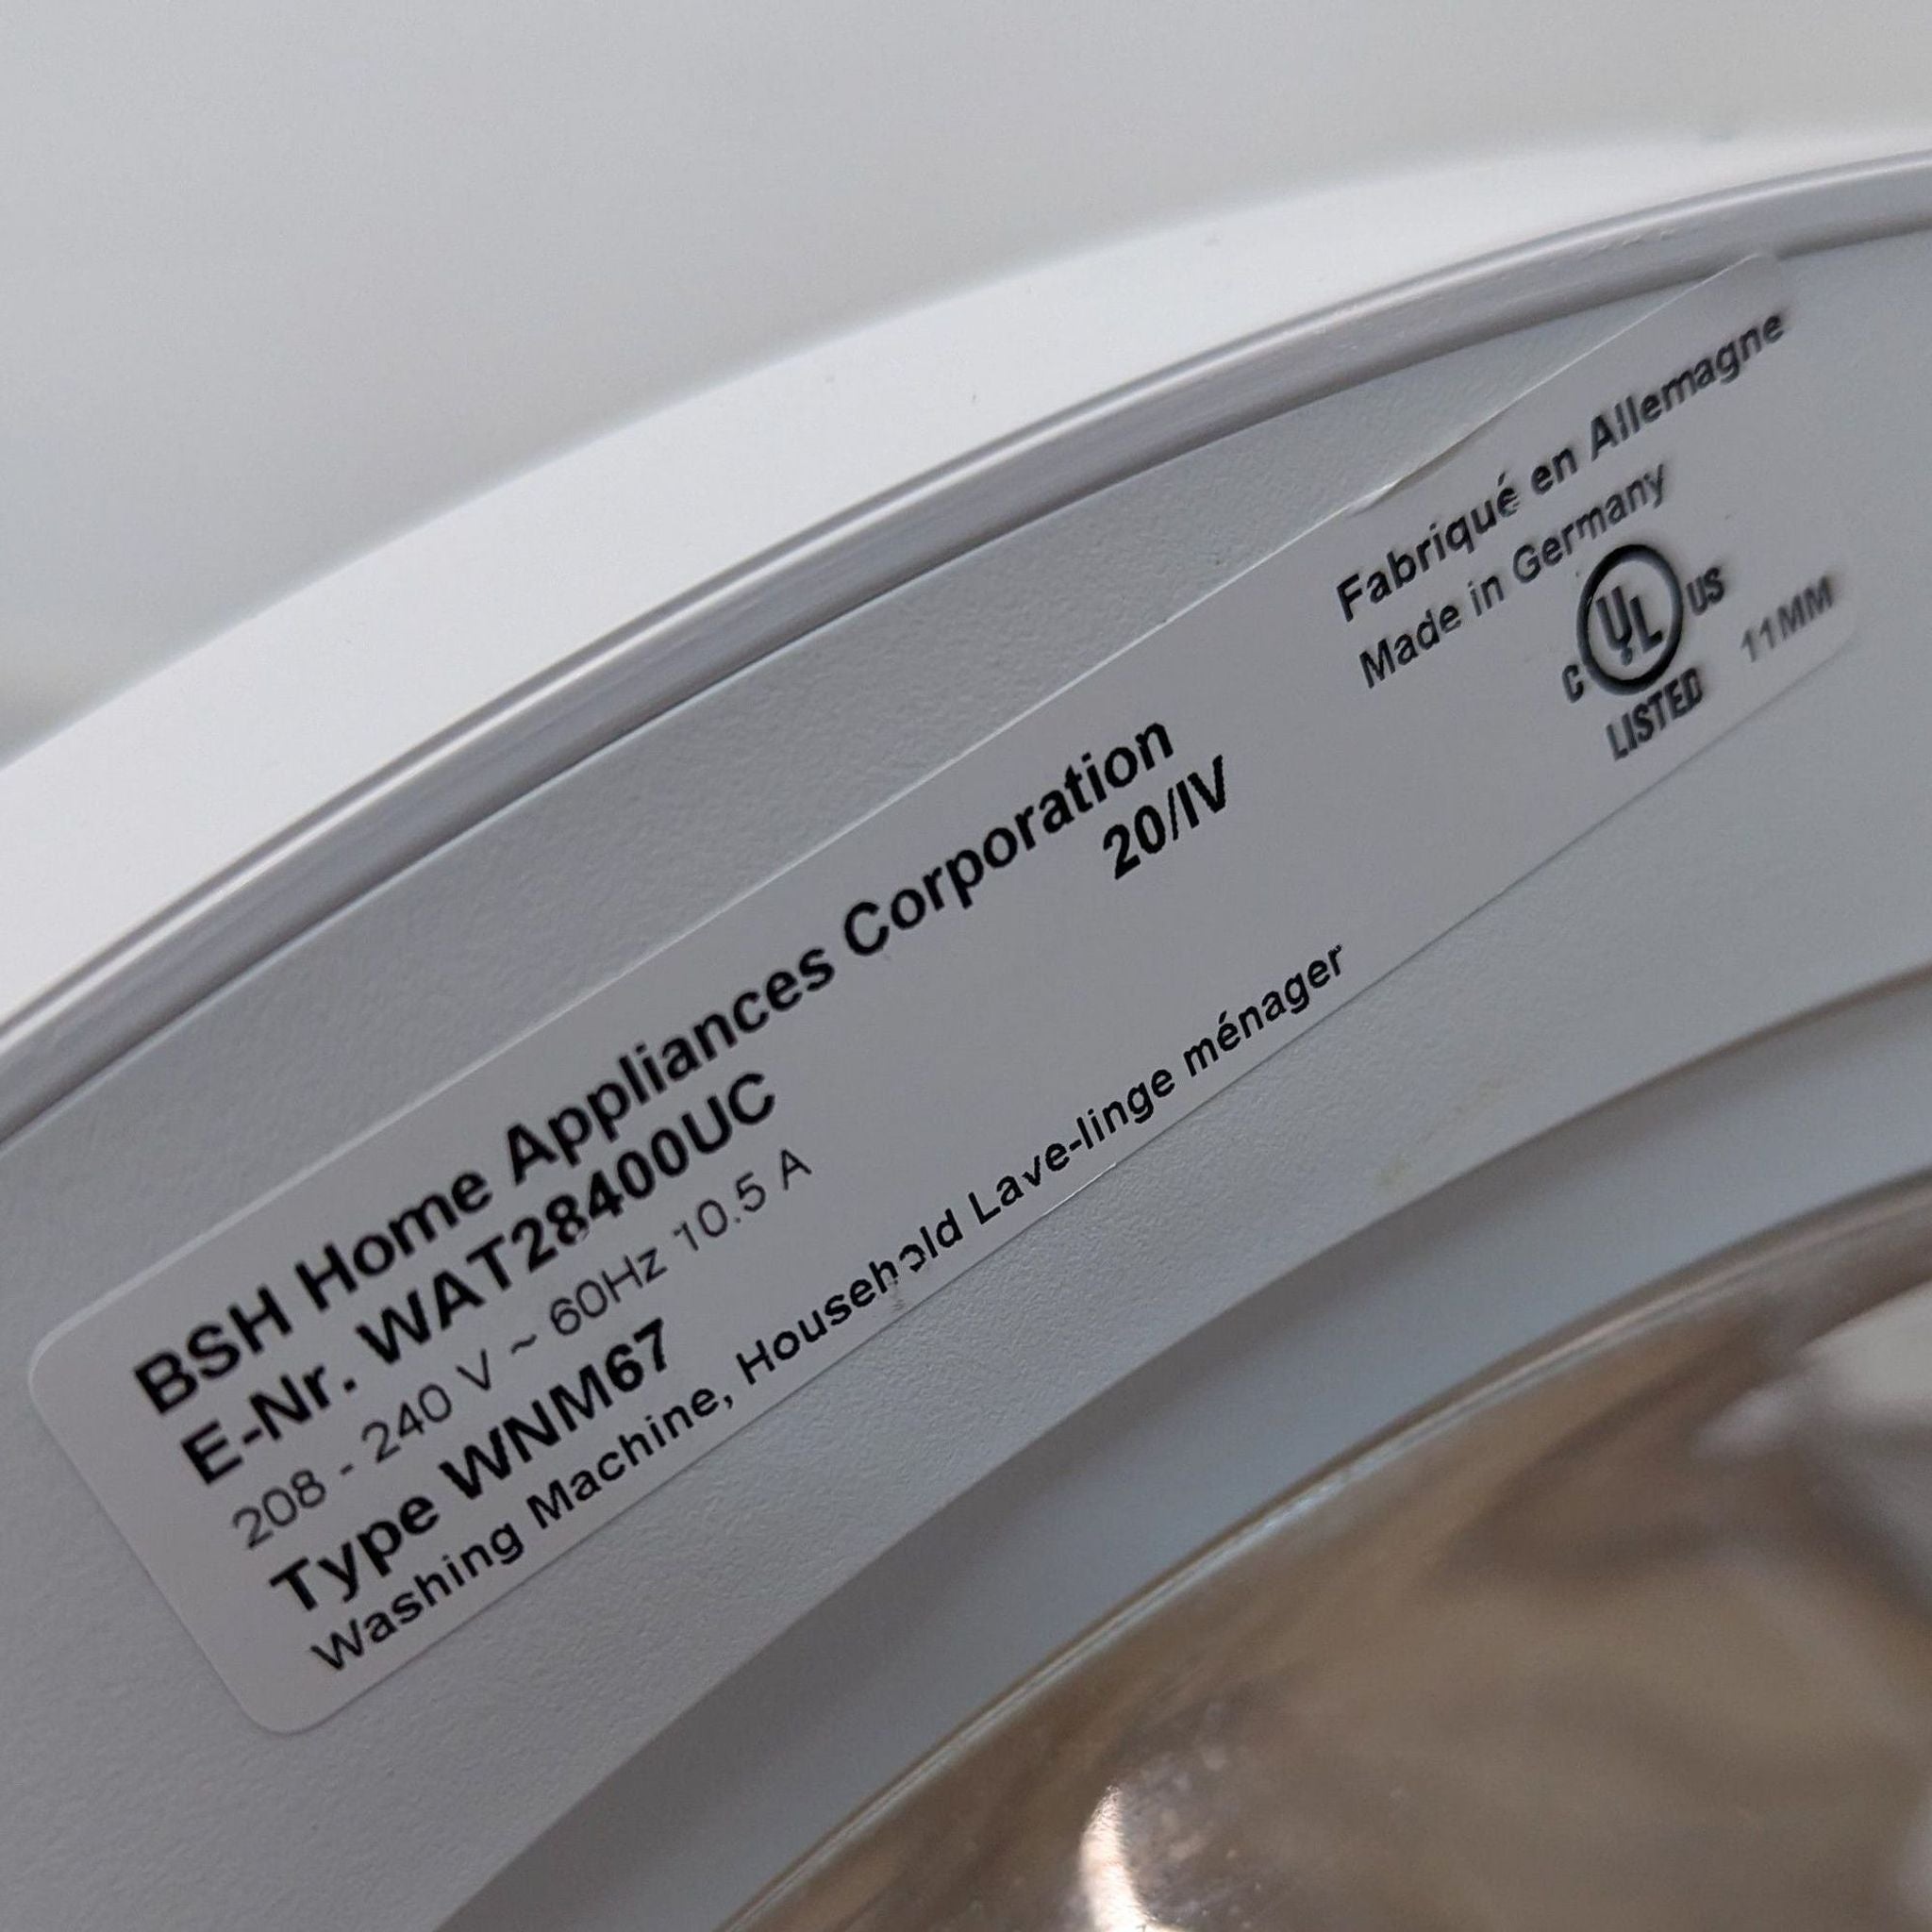 BSH Home Appliances Corporation
E-Nr. WAT28400UC 20/IV
208 - 240 V ~ 60Hz 10.5 A
Type WNM67
Washing Machine, Household Lave-linge ménager
Fabriqué en Allemagne
Made in Germany
C UL US
LISTED 11MM